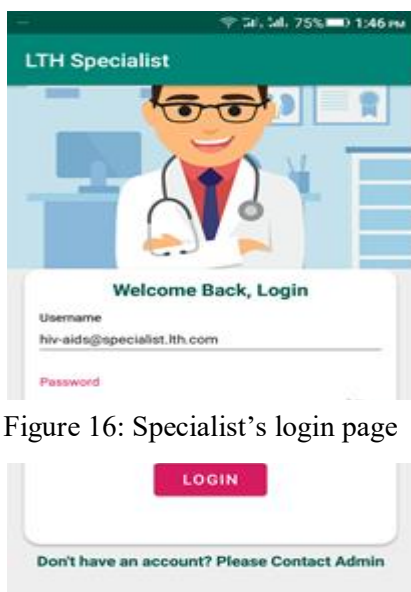 75% 1:46 PM
LTH Specialist
Welcome Back, Login
Username
hiv-aids@specialist.lth.com
Password
Figure 16: Specialist's login page
LOGIN
Don't have an account? Please Contact Admin